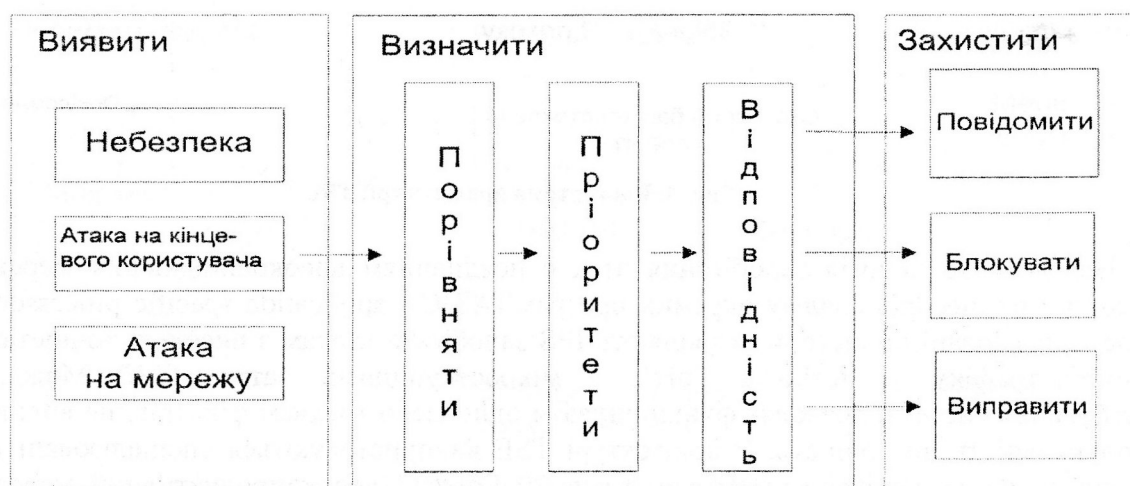 Виявити
Небезпека
Атака на кінце-
вого користувача
Атака
на мережу
Визначити
Порівняти
Пріоритети
Відповідність
Захистити
Повідомити
Блокувати
Виправити